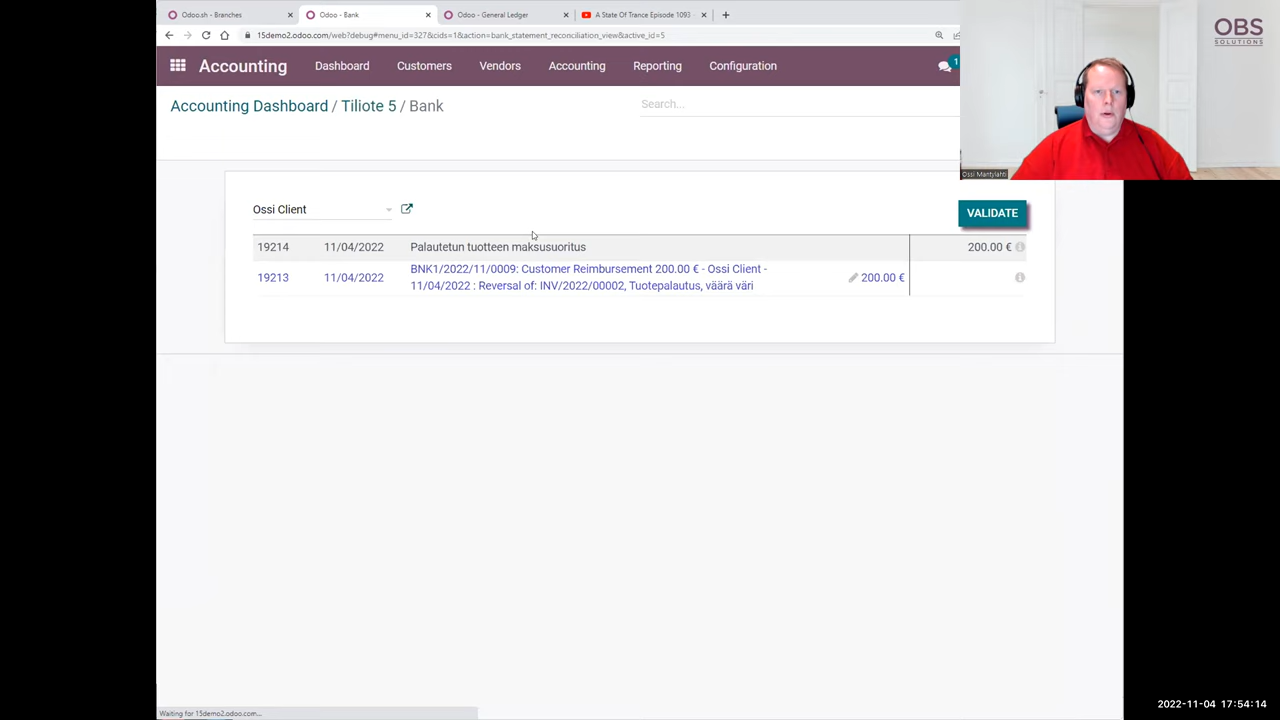 Odoo.sh - Branches
Odoo - Bank
Odoo - General Ledger
A State Of Trance Episode 1093
15demo2.odoo.com/web?debug#menu_id=327&cids=1&action=bank_statement_reconciliation_view&active_id=5
OBS
SOLUTIONS
Accounting
Dashboard
Customers
Vendors
Accounting
Reporting
Configuration
1
Accounting Dashboard / Tiliote 5 / Bank
Search...
Ossi Mantylahti
Ossi Client
VALIDATE
19214 11/04/2022 Palautetun tuotteen maksusuoritus 200.00 €
19213 11/04/2022 BNK1/2022/11/0009: Customer Reimbursement 200.00 € - Ossi Client -
11/04/2022 : Reversal of: INV/2022/00002, Tuotepalautus, väärä väri 200.00 €
Waiting for 15demo2.odoo.com...
2022-11-04 17:54:14